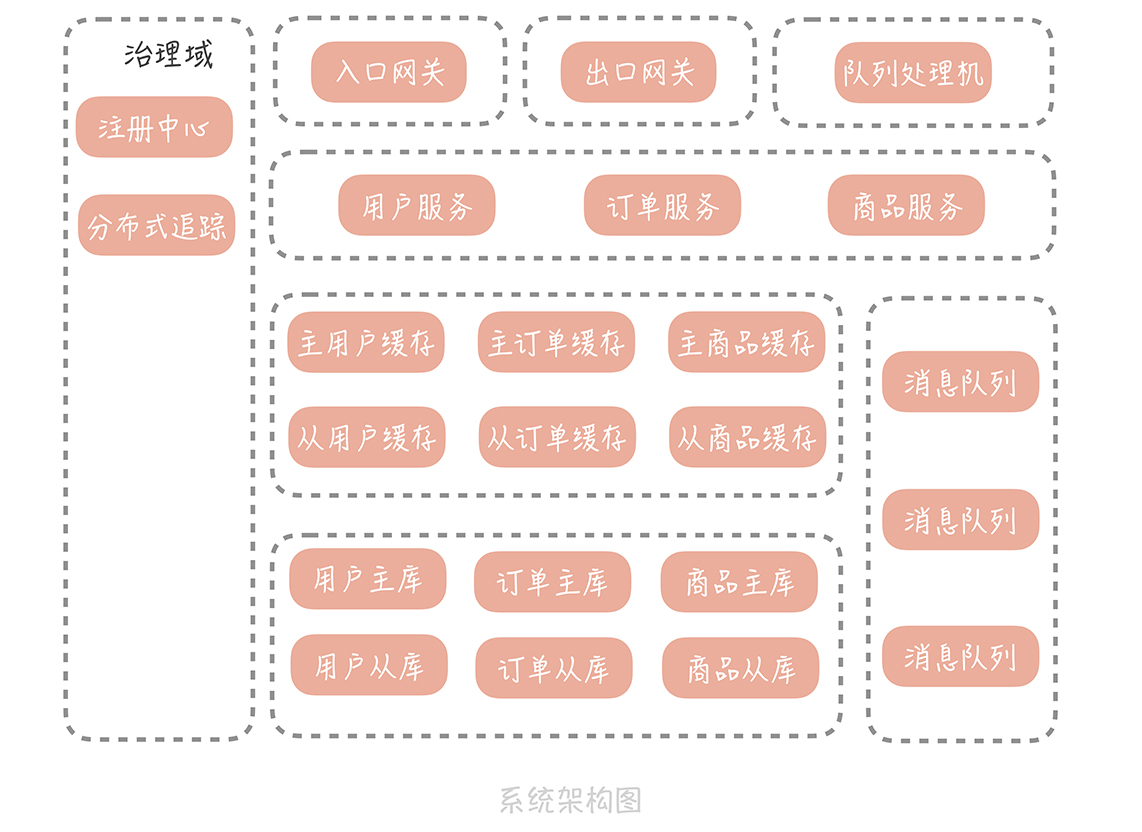 治理域
注册中心
分布式追踪
入口网关
出口网关
队列处理机
用户服务
订单服务
商品服务
主用户缓存
主订单缓存
主商品缓存
从用户缓存
从订单缓存
从商品缓存
用户主库
订单主库
商品主库
用户从库
订单从库
商品从库
消息队列
消息队列
消息队列
系统架构图